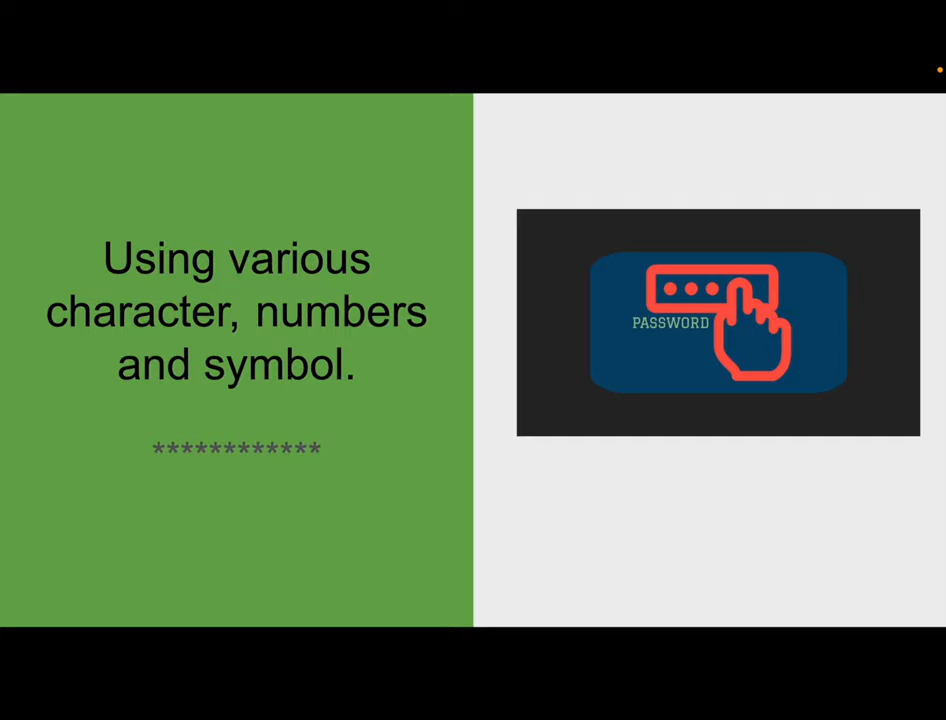 Using various
character, numbers
and symbol.
************
PASSWORD